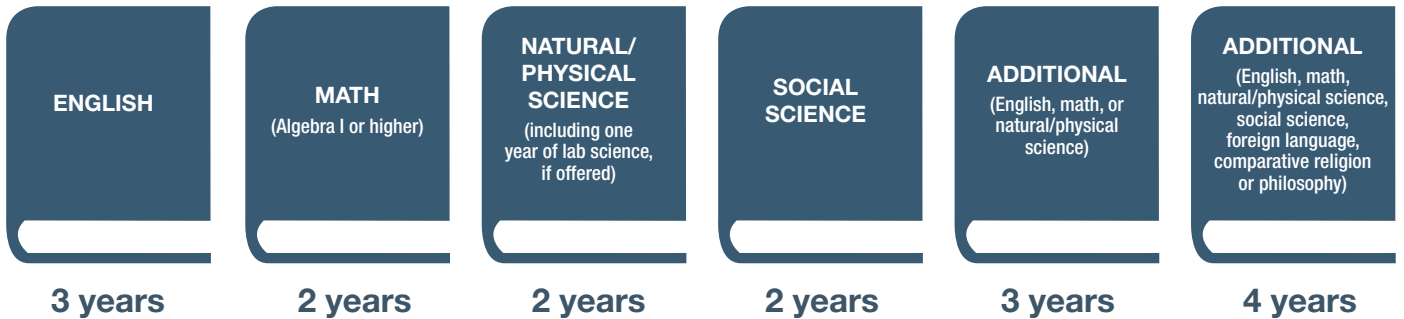 ENGLISH
3 years
MATH
(Algebra I or higher)
2 years
NATURAL/
PHYSICAL
SCIENCE
(including one
year of lab science,
if offered)
2 years
SOCIAL
SCIENCE
2 years
ADDITIONAL
(English, math, or
natural/physical
science)
3 years
ADDITIONAL
(English, math,
natural/physical science,
social science,
foreign language,
comparative religion
or philosophy)
4 years